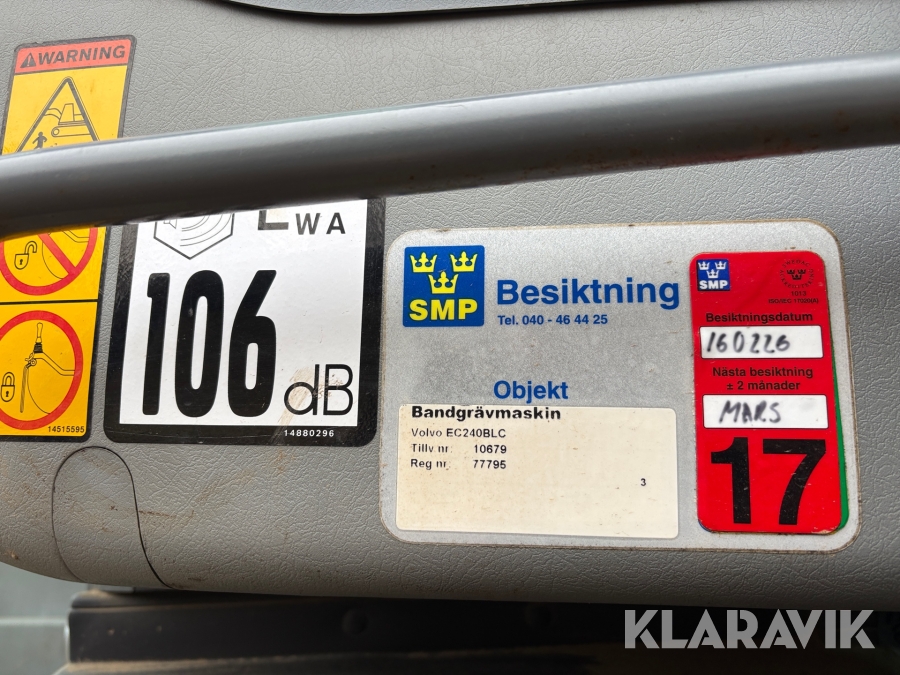 WARNING
WA
106 dB
14880296
14515595
SMP
Besiktning
Tel. 040 - 46 44 25
Objekt
Bandgrävmaskin
Volvo EC240BLC
Tillv nr. 10679
Reg nr. 77795
3
SMP
Besiktningsdatum
160226
Nästa besiktning
± 2 månader
MARS
17
KLARAVIK